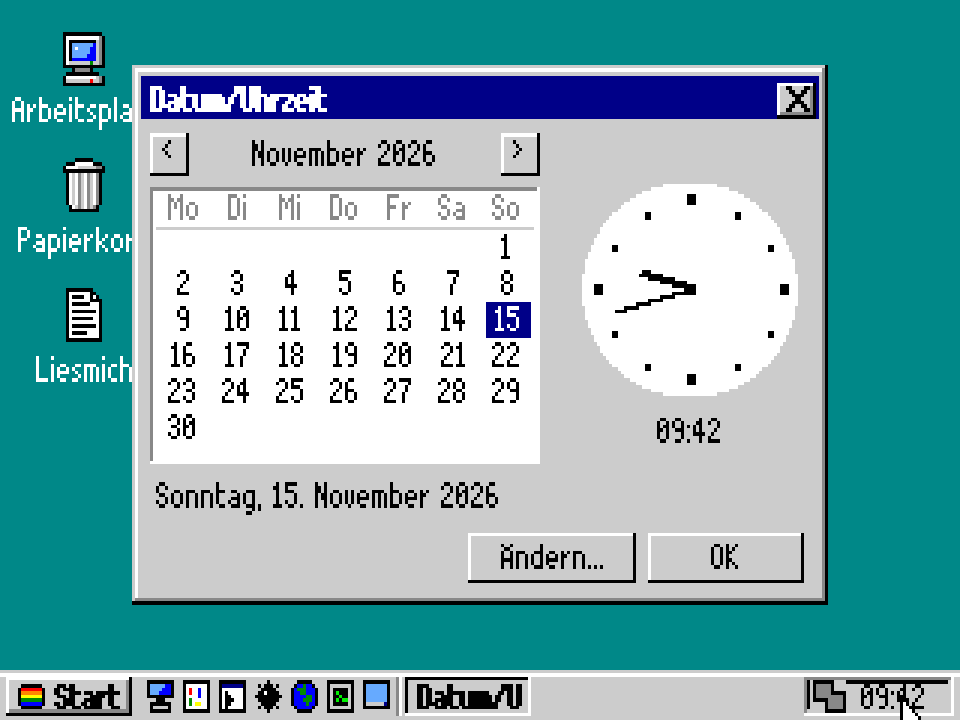 Arbeitspla
Papierkor
Liesmich
Datum/Uhrzeit
< November 2026 >
Mo Di Mi Do Fr Sa So
1
2 3 4 5 6 7 8
9 10 11 12 13 14 15
16 17 18 19 20 21 22
23 24 25 26 27 28 29
30
09:42
Sonntag, 15. November 2026
Ändern... OK
Start Datum/U 09:42